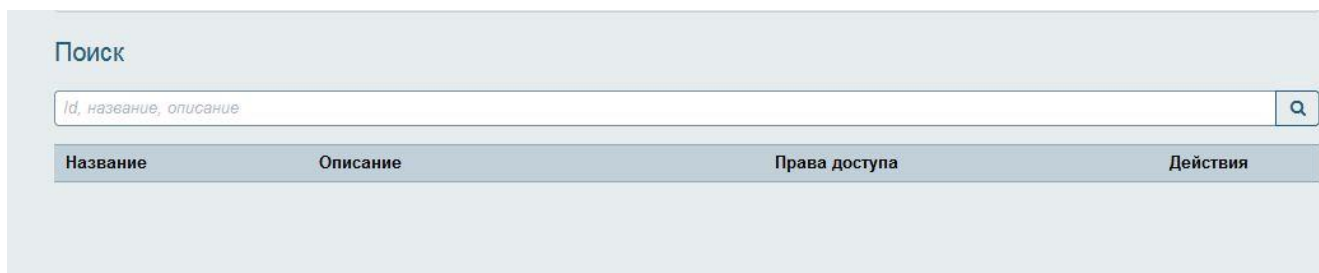 Поиск
Id, название, описание
Название Описание Права доступа Действия